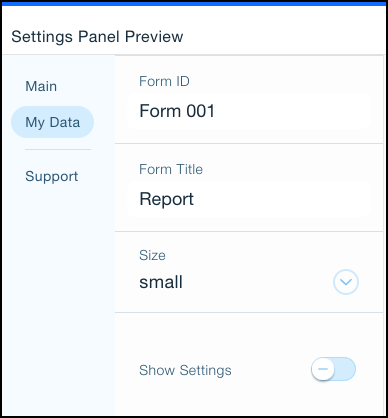 Settings Panel Preview
Main
My Data
Support
Form ID
Form 001
Form Title
Report
Size
small
Show Settings